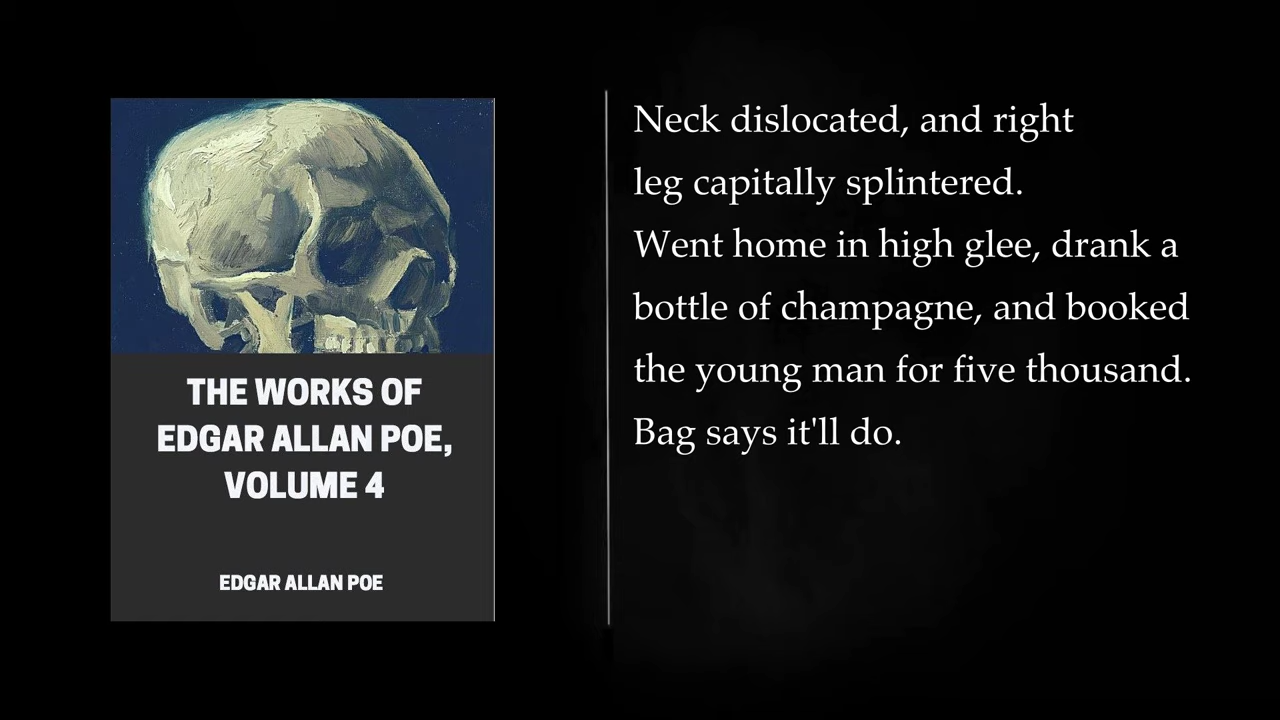 THE WORKS OF
EDGAR ALLAN POE,
VOLUME 4
EDGAR ALLAN POE
Neck dislocated, and right
leg capitally splintered.
Went home in high glee, drank a
bottle of champagne, and booked
the young man for five thousand.
Bag says it'll do.